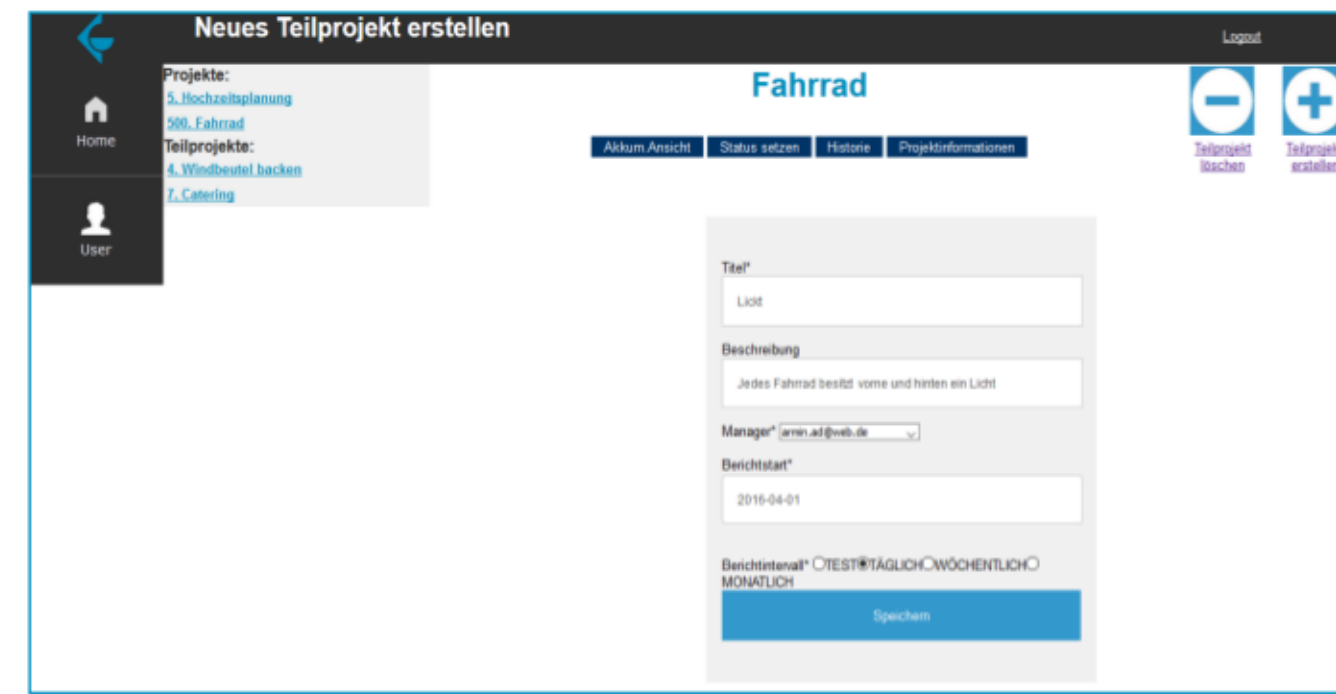 Neues Teilprojekt erstellen
Logout
Home
User
Projekte:
5. Hochzeitsplanung
500. Fahrrad
Teilprojekte:
4. Windbeutel backen
7. Catering
Fahrrad
Akkum.Ansicht Status setzen Historie Projektinformationen
Teilprojekt
löschen
Teilprojek
erstellen
Titel*
Licht
Beschreibung
Jedes Fahrrad besitzt vorne und hinten ein Licht
Manager* armin.ad@web.de
Berichtstart*
2016-04-01
Berichtintervall* TEST TÄGLICH WÖCHENTLICH
MONATLICH
Speichern